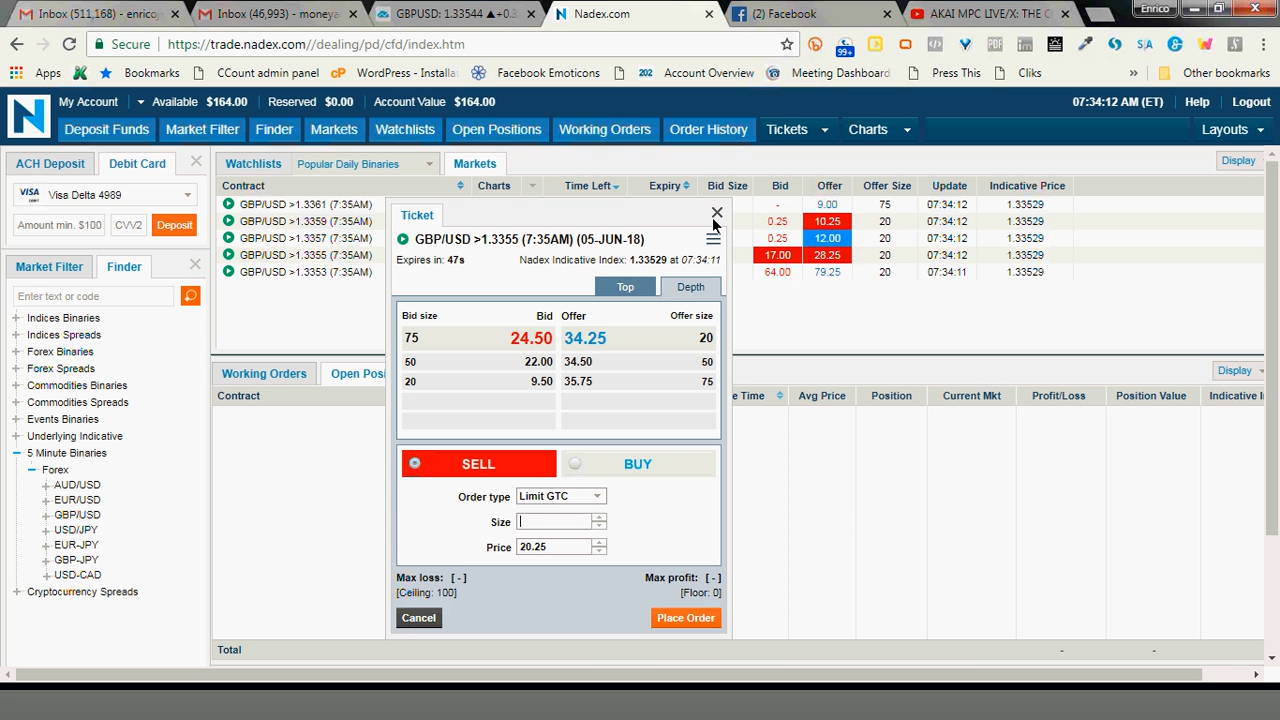 Inbox (511,168) - enricoj
Inbox (46,993) - moneya
GBPUSD: 1.33544 ▲+0.3
Nadex.com
(2) Facebook
AKAI MPC LIVE/X: THE C
Enrico
Secure
https://trade.nadex.com//dealing/pd/cfd/index.htm
99+
S/A
Apps
Bookmarks
CCount admin panel
cP
WordPress - Installa
Facebook Emoticons
202
Account Overview
Meeting Dashboard
Press This
Cliks
»
Other bookmarks
N
My Account
Available $164.00
Reserved $0.00
Account Value $164.00
07:34:12 AM (ET)
Help
Logout
Deposit Funds
Market Filter
Finder
Markets
Watchlists
Open Positions
Working Orders
Order History
Tickets
Charts
Layouts
ACH Deposit
Debit Card
VISA
Visa Delta 4989
Amount min. $100
CVV2
Deposit
Market Filter
Finder
Enter text or code
Indices Binaries
Indices Spreads
Forex Binaries
Forex Spreads
Commodities Binaries
Commodities Spreads
Events Binaries
Underlying Indicative
5 Minute Binaries
Forex
AUD/USD
EUR/USD
GBP/USD
USD/JPY
EUR-JPY
GBP-JPY
USD-CAD
Cryptocurrency Spreads
Watchlists
Popular Daily Binaries
Markets
Display
Contract Charts Time Left Expiry Bid Size Bid Offer Offer Size Update Indicative Price
GBP/USD >1.3361 (7:35AM) - 9.00 75 07:34:12 1.33529
GBP/USD >1.3359 (7:35AM) 0.25 10.25 20 07:34:12 1.33529
GBP/USD >1.3357 (7:35AM) 0.25 12.00 20 07:34:12 1.33529
GBP/USD >1.3355 (7:35AM) 17.00 28.25 20 07:34:12 1.33529
GBP/USD >1.3353 (7:35AM) 64.00 79.25 20 07:34:11 1.33529
Ticket
GBP/USD >1.3355 (7:35AM) (05-JUN-18)
Expires in: 47s
Nadex Indicative Index: 1.33529 at 07:34:11
Top
Depth
Bid size Bid Offer Offer size
75 24.50 34.25 20
50 22.00 34.50 50
20 9.50 35.75 75
SELL
BUY
Order type Limit GTC
Size
Price 20.25
Max loss: [ - ]
Max profit: [ - ]
[Ceiling: 100]
[Floor: 0]
Cancel
Place Order
Working Orders
Open Posi
Display
Contract
e Time
Avg Price
Position
Current Mkt
Profit/Loss
Position Value
Indicative I
Total - -